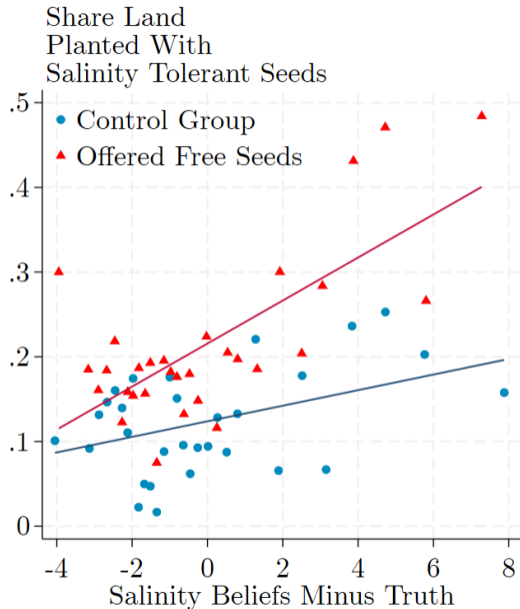 Share Land
Planted With
Salinity Tolerant Seeds
.5
Control Group
Offered Free Seeds
.4
.3
.2
.1
0
-4 -2 0 2 4 6 8
Salinity Beliefs Minus Truth